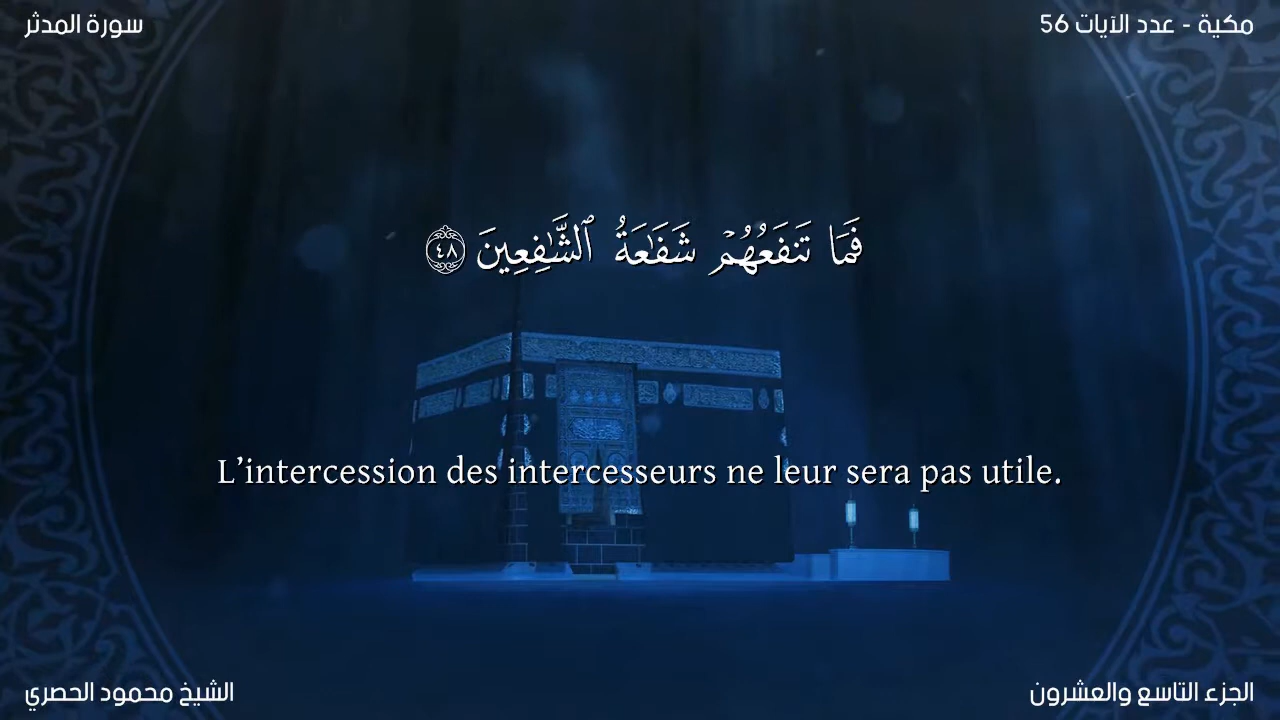 سورة المدثر
مكية - عدد الآيات 56
فَمَا تَنفَعُهُمۡ شَفَٰعَةُ ٱلشَّٰفِعِينَ ٤٨
L’intercession des intercesseurs ne leur sera pas utile.
الشيخ محمود الحصري
الجزء التاسع والعشرون